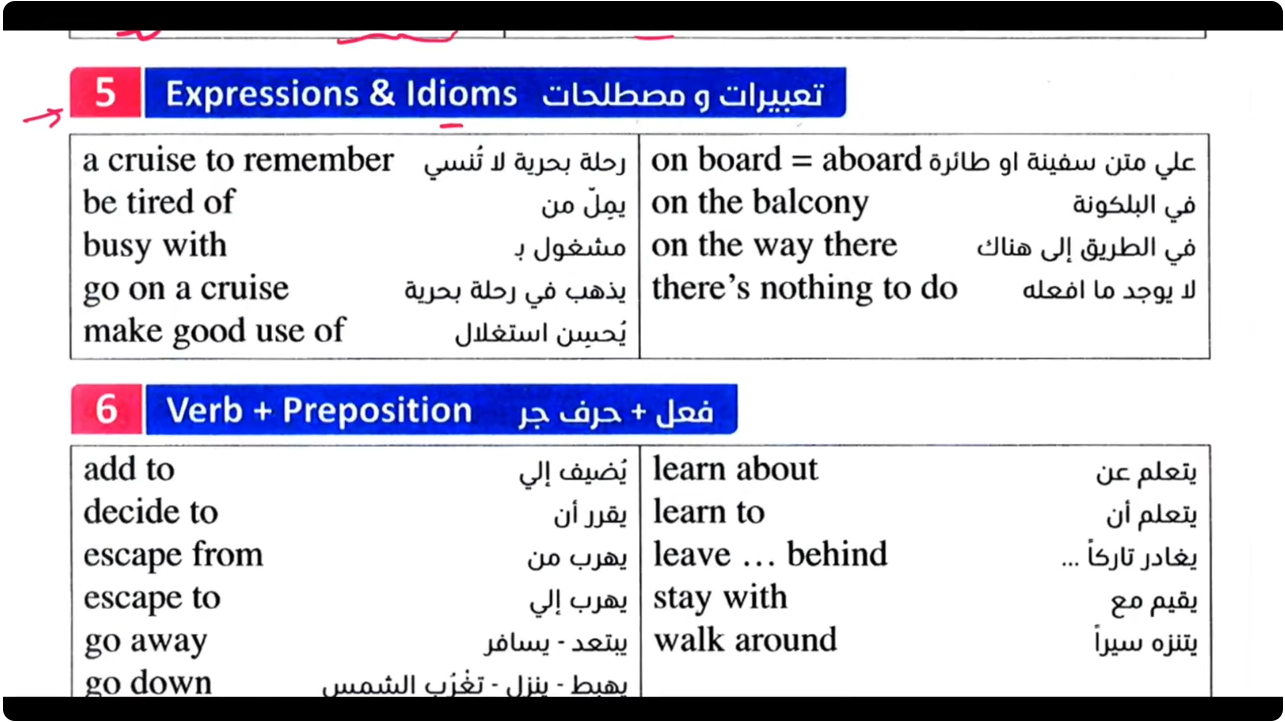 5 Expressions & Idioms تعبيرات و مصطلحات
a cruise to remember رحلة بحرية لا تُنسي
be tired of يمِلّ من
busy with مشغول بـ
go on a cruise يذهب في رحلة بحرية
make good use of يُحسِن استغلال
on board = aboard علي متن سفينة او طائرة
on the balcony في البلكونة
on the way there في الطريق إلى هناك
there's nothing to do لا يوجد ما افعله
6 Verb + Preposition فعل + حرف جر
add to يُضيف إلي
decide to يقرر أن
escape from يهرب من
escape to يهرب إلي
go away يبتعد - يسافر
go down يهبط - ينزل - تغْرُب الشمس
learn about يتعلم عن
learn to يتعلم أن
leave … behind يغادر تاركاً ...
stay with يقيم مع
walk around يتنزه سيراً